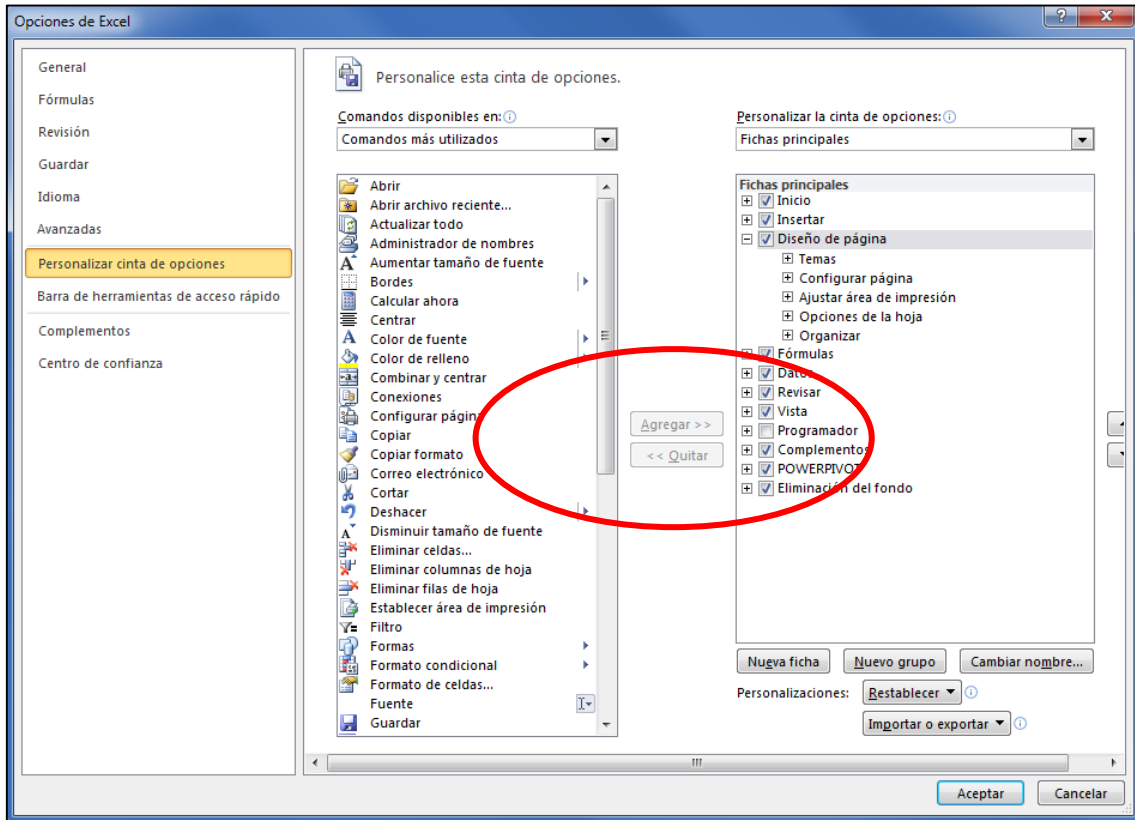 Opciones de Excel
General
Fórmulas
Revisión
Guardar
Idioma
Avanzadas
Personalizar cinta de opciones
Barra de herramientas de acceso rápido
Complementos
Centro de confianza
Personalice esta cinta de opciones.
Comandos disponibles en:
Comandos más utilizados
Abrir
Abrir archivo reciente...
Actualizar todo
Administrador de nombres
Aumentar tamaño de fuente
Bordes
Calcular ahora
Centrar
Color de fuente
Color de relleno
Combinar y centrar
Conexiones
Configurar página
Copiar
Copiar formato
Correo electrónico
Cortar
Deshacer
Disminuir tamaño de fuente
Eliminar celdas...
Eliminar columnas de hoja
Eliminar filas de hoja
Establecer área de impresión
Filtro
Formas
Formato condicional
Formato de celdas...
Fuente
Guardar
Agregar >>
<< Quitar
Personalizar la cinta de opciones:
Fichas principales
Fichas principales
Inicio
Insertar
Diseño de página
Temas
Configurar página
Ajustar área de impresión
Opciones de la hoja
Organizar
Fórmulas
Datos
Revisar
Vista
Programador
Complementos
POWERPIVOT
Eliminación del fondo
Nueva ficha
Nuevo grupo
Cambiar nombre...
Personalizaciones:
Restablecer
Importar o exportar
Aceptar
Cancelar